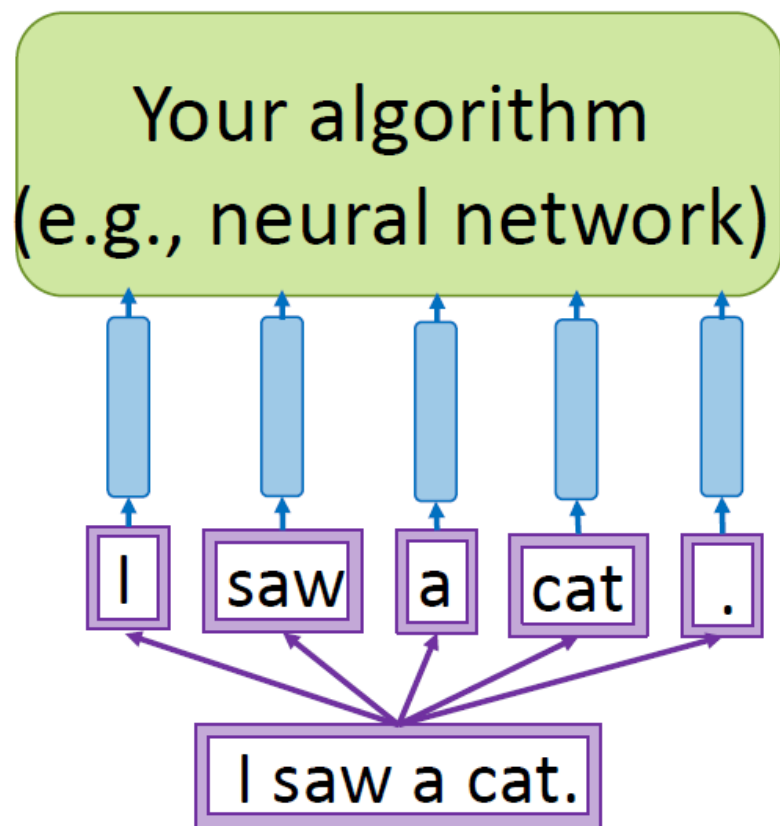 Your algorithm
(e.g., neural network)
I saw a cat .
I saw a cat.